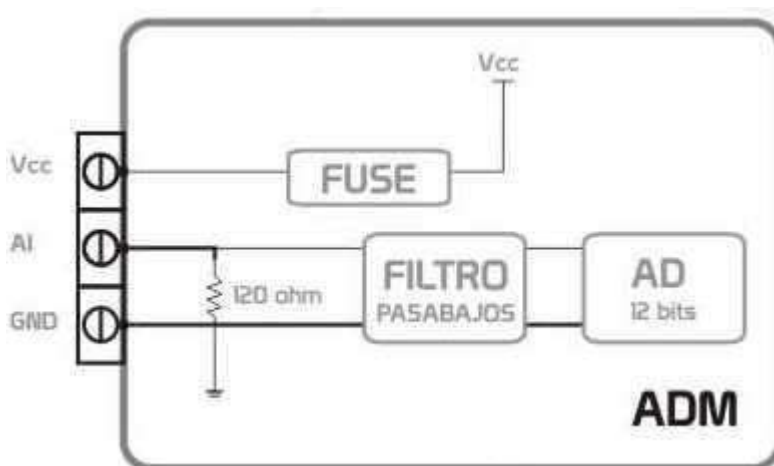 Vcc
Vcc
FUSE
AI
120 ohm
FILTRO
PASABAJOS
AD
12 bits
GND
ADM